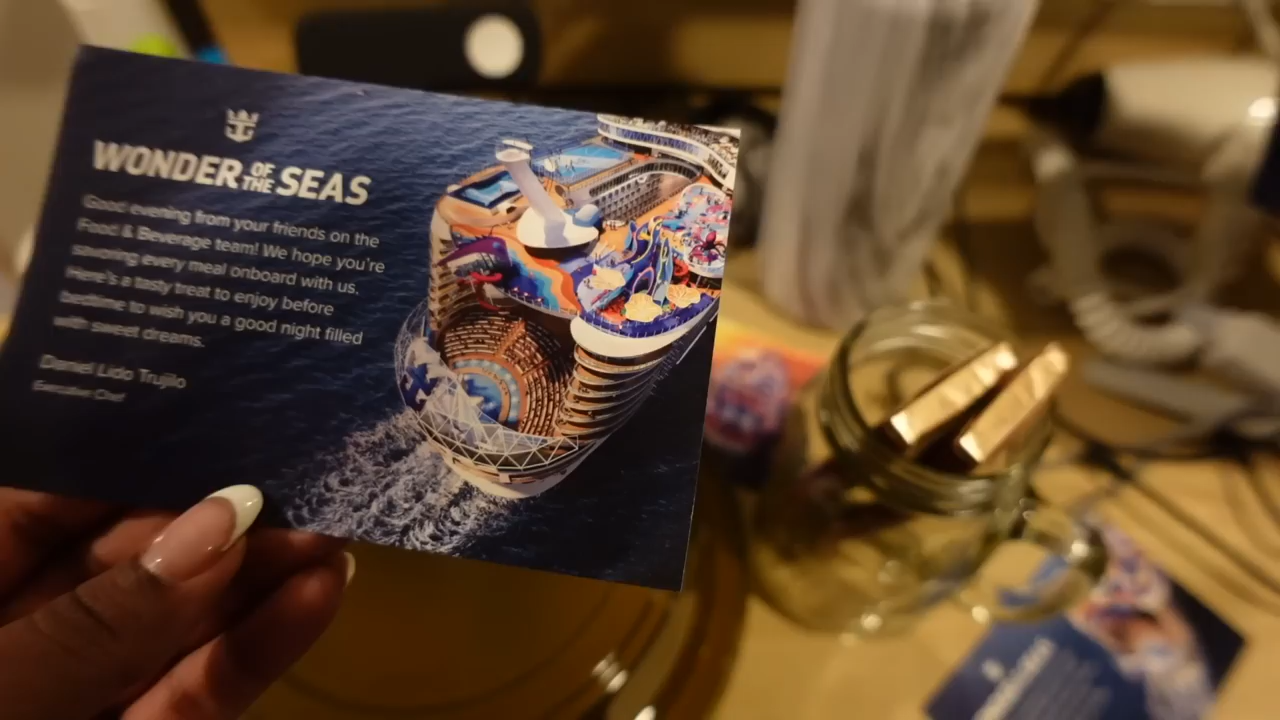 WONDER OF THE SEAS
Good evening from your friends on the
Food & Beverage team! We hope you're
savoring every meal onboard with us.
Here's a tasty treat to enjoy before
bedtime to wish you a good night filled
with sweet dreams.
Daniel Lido Trujilo
Executive Chef